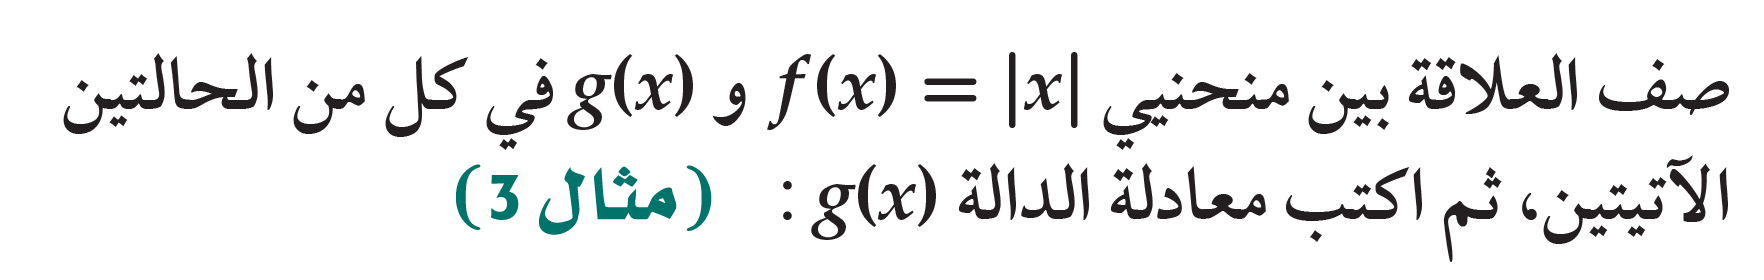 صف العلاقة بين منحنيي f(x) = |x| و g(x) في كل من الحالتين
الآتيتين، ثم اكتب معادلة الدالة g(x) : (مثال 3)